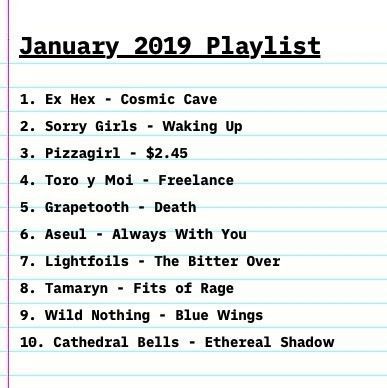 January 2019 Playlist
1. Ex Hex - Cosmic Cave
2. Sorry Girls - Waking Up
3. Pizzagirl - $2.45
4. Toro y Moi - Freelance
5. Grapetooth - Death
6. Aseul - Always With You
7. Lightfoils - The Bitter Over
8. Tamaryn - Fits of Rage
9. Wild Nothing - Blue Wings
10. Cathedral Bells - Ethereal Shadow